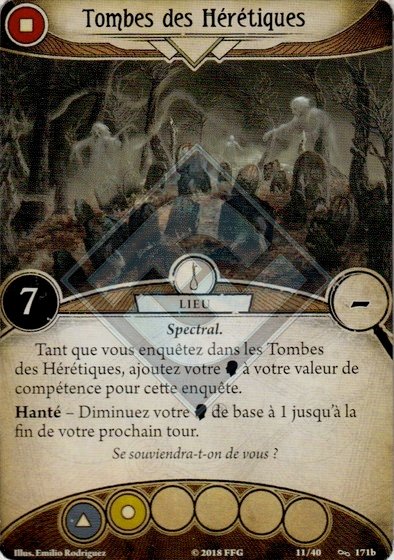 Tombes des Hérétiques
7
LIEU
-
Spectral.
Tant que vous enquêtez dans les Tombes
des Hérétiques, ajoutez votre à votre valeur de
compétence pour cette enquête.
Hanté – Diminuez votre de base à 1 jusqu'à la
fin de votre prochain tour.
Se souviendra-t-on de vous ?
Illus. Emilio Rodriguez
© 2018 FFG
11/40
171b